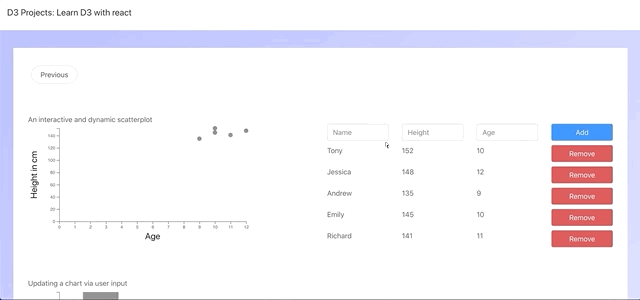 D3 Projects: Learn D3 with react
Previous
An interactive and dynamic scatterplot
140
120
100
80
60
40
20
0
Height in cm
0 1 2 3 4 5 6 7 8 9 10 11 12
Age
Name Height Age Add
Tony 152 10 Remove
Jessica 148 12 Remove
Andrew 135 9 Remove
Emily 145 10 Remove
Richard 141 11 Remove
Updating a chart via user input